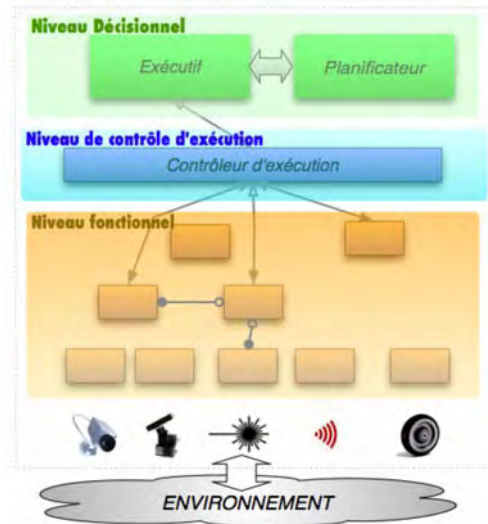 Niveau Décisionnel
Exécutif
Planificateur
Niveau de contrôle d'exécution
Contrôleur d'exécution
Niveau fonctionnel
ENVIRONNEMENT